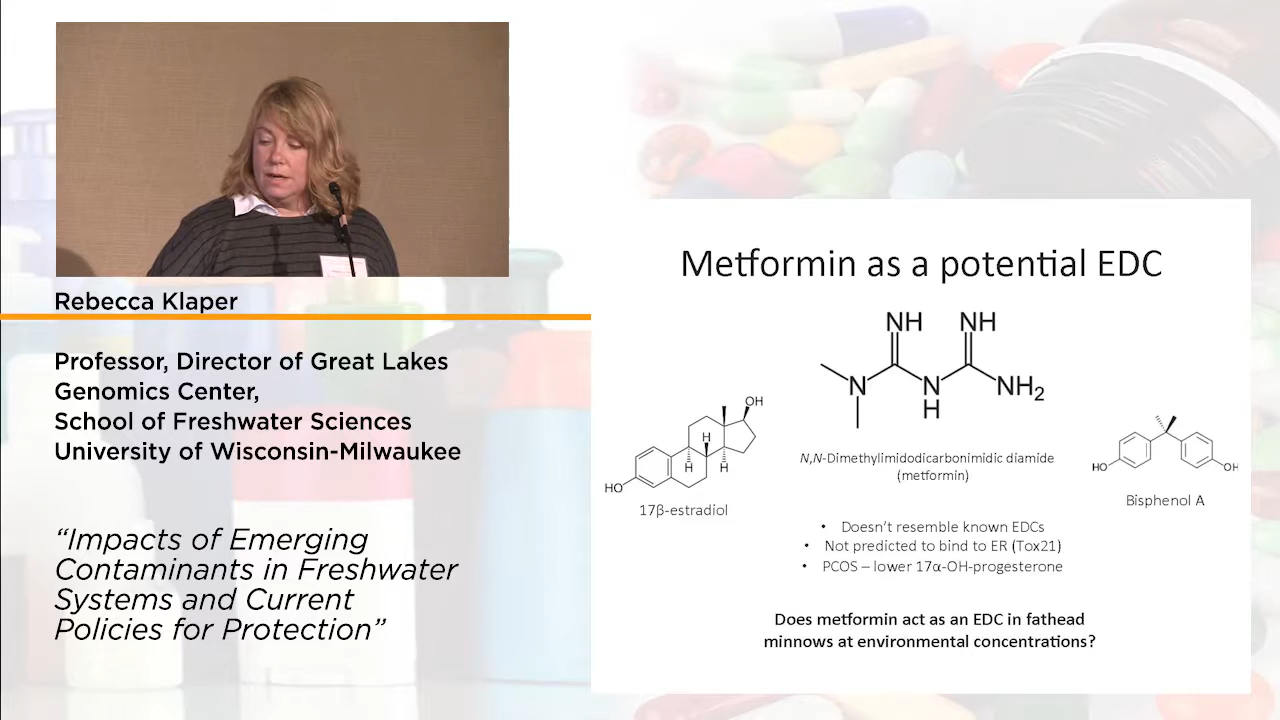 Rebecca Klaper
Professor, Director of Great Lakes
Genomics Center,
School of Freshwater Sciences
University of Wisconsin-Milwaukee
“Impacts of Emerging
Contaminants in Freshwater
Systems and Current
Policies for Protection”
Metformin as a potential EDC
NH NH
N N NH₂
H
OH
H
H H
HO
17β-estradiol
N,N-Dimethylimidodicarbonimidic diamide
(metformin)
HO OH
Bisphenol A
• Doesn’t resemble known EDCs
• Not predicted to bind to ER (Tox21)
• PCOS – lower 17α-OH-progesterone
Does metformin act as an EDC in fathead
minnows at environmental concentrations?